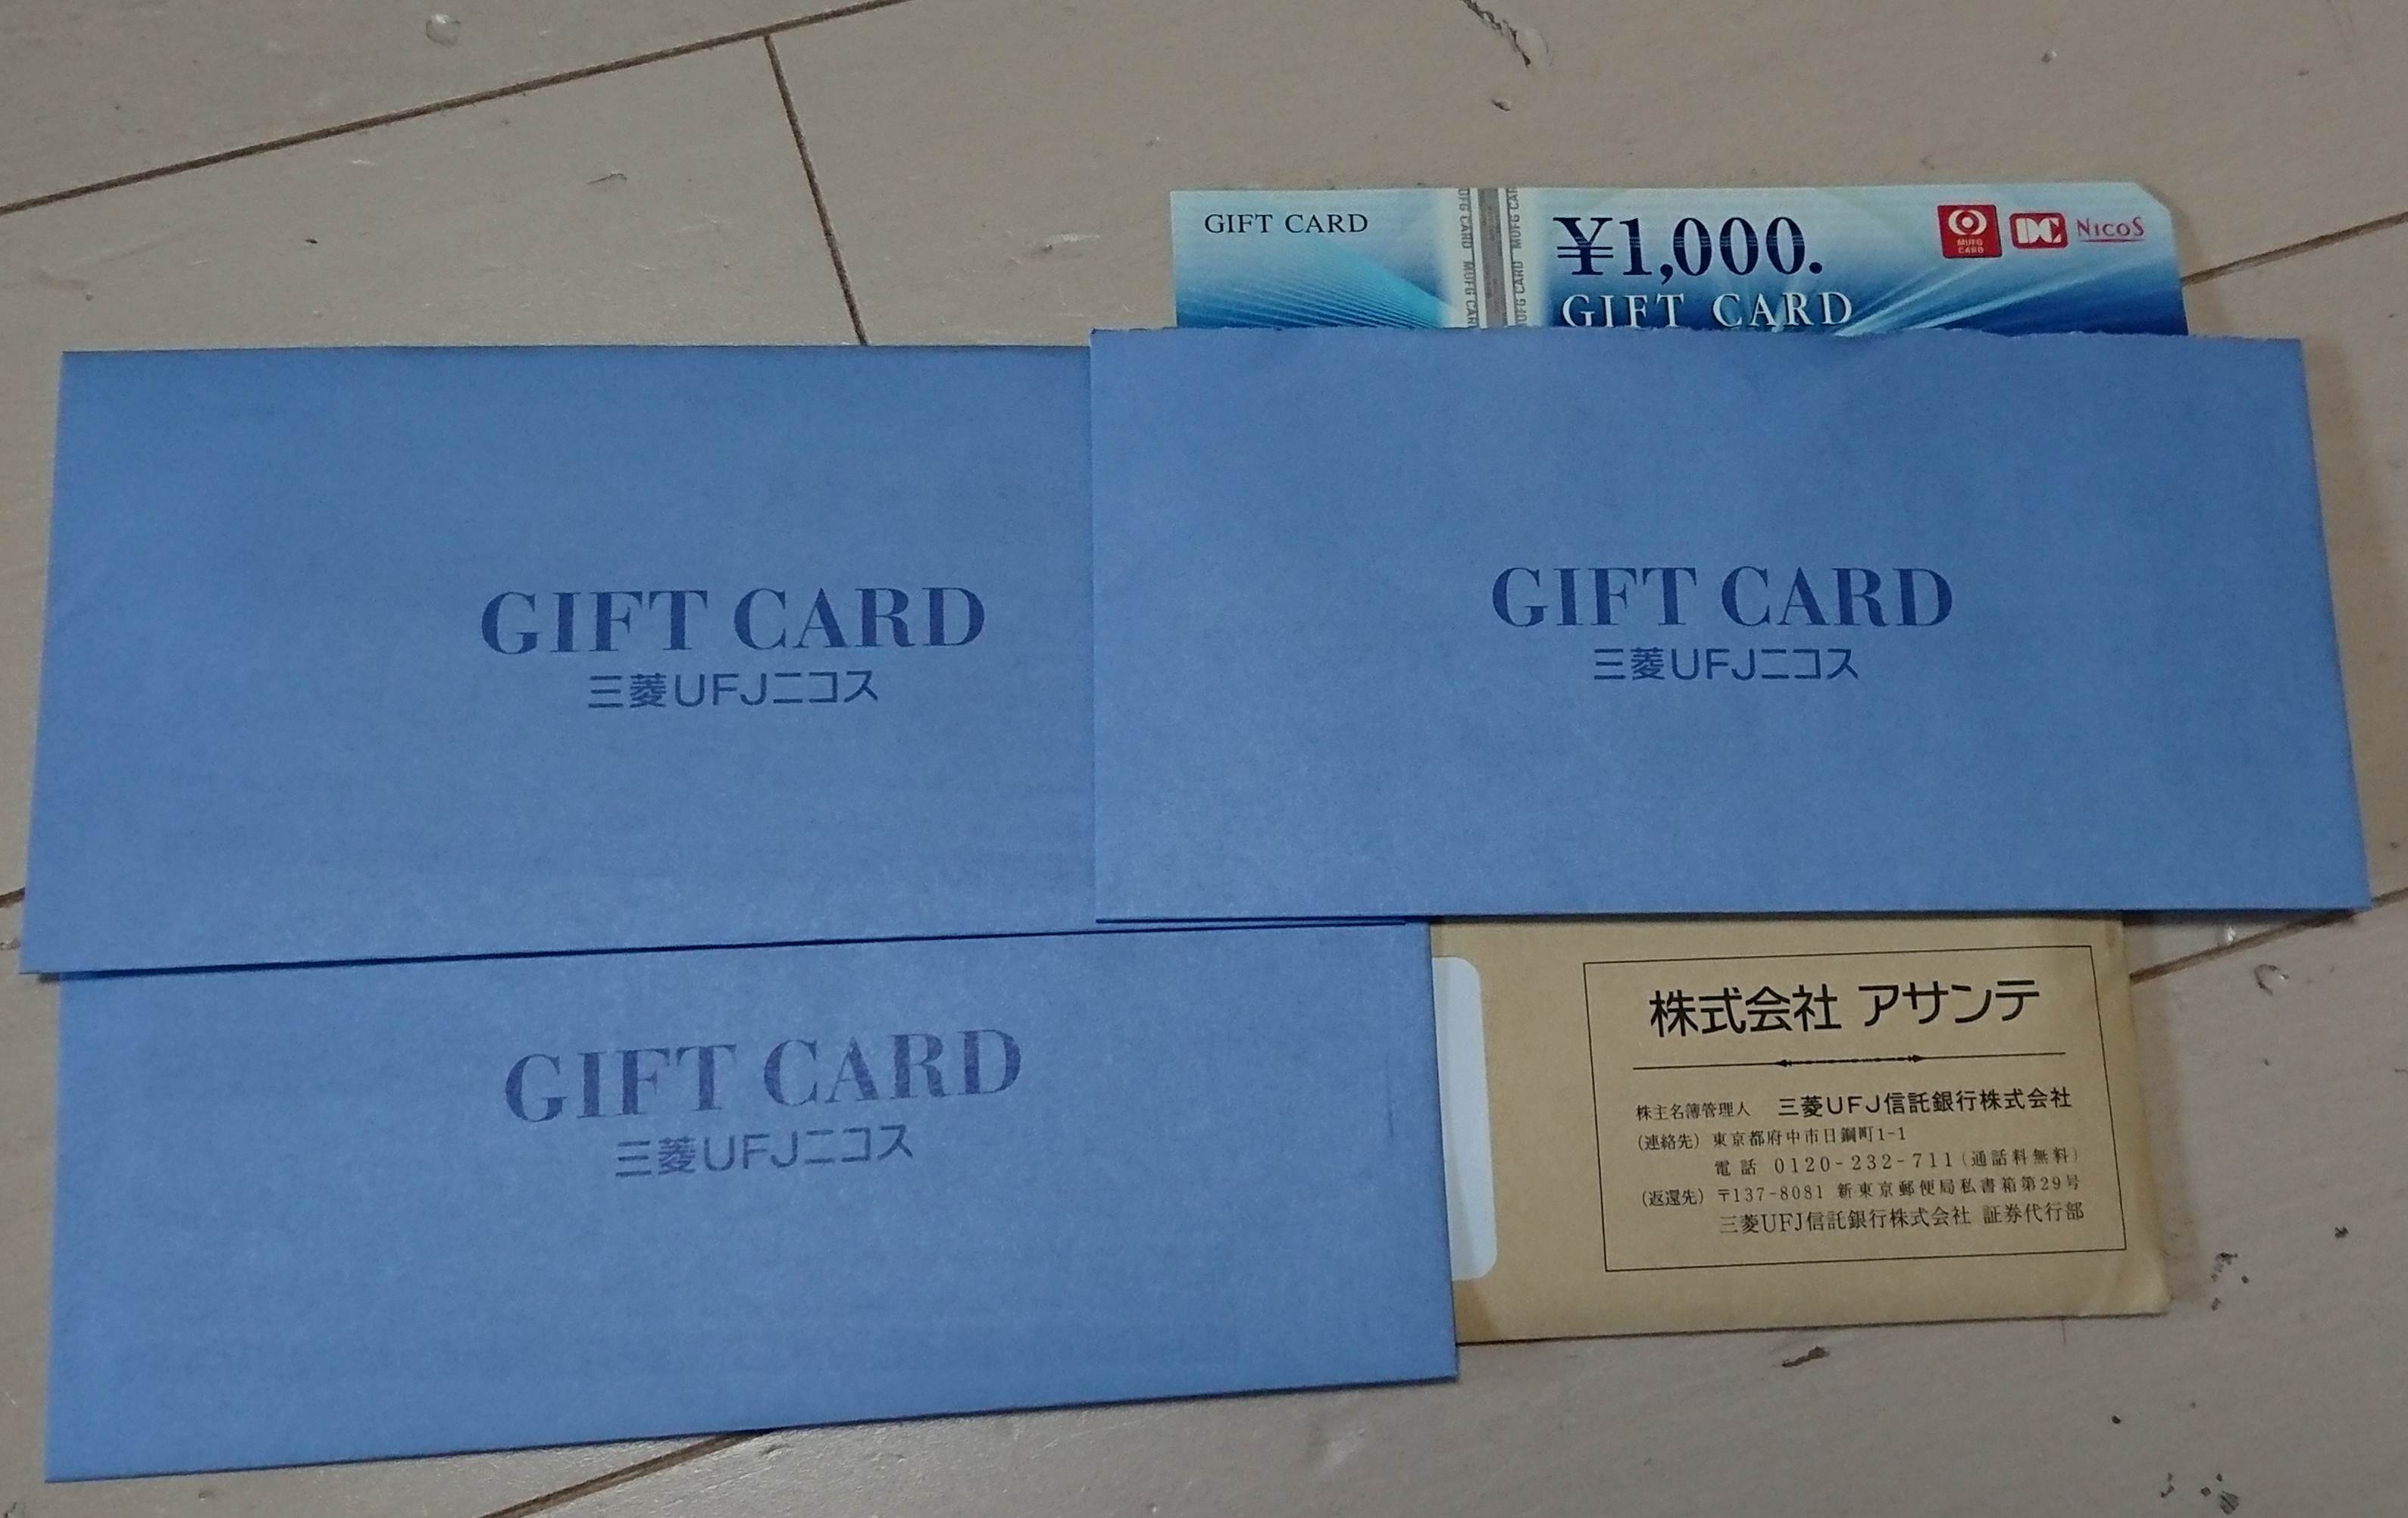 GIFT CARD
¥1,000.
GIFT CARD
MUFG CARD
DC
NICOS
MUFG CARD MUFG CARD
MUFG CARD
GIFT CARD
三菱UFJニコス
GIFT CARD
三菱UFJニコス
GIFT CARD
三菱UFJニコス
株式会社 アサンテ
株主名簿管理人 三菱UFJ信託銀行株式会社
(連絡先) 東京都府中市日鋼町1-1
電話 0120-232-711(通話料無料)
(返還先) 〒137-8081 新東京郵便局私書箱第29号
三菱UFJ信託銀行株式会社 証券代行部